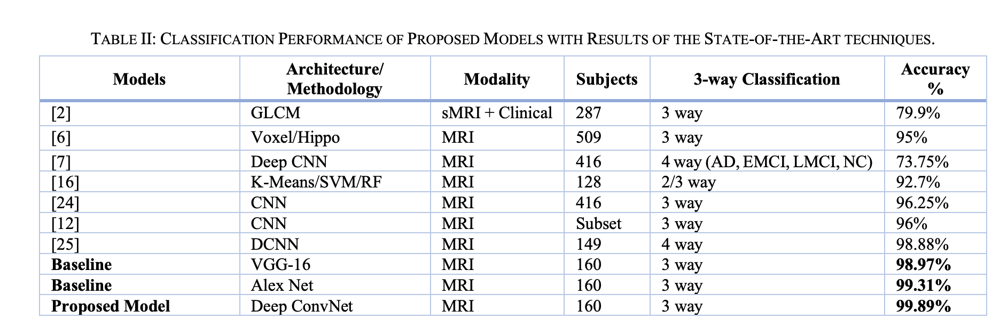 TABLE II: CLASSIFICATION PERFORMANCE OF PROPOSED MODELS WITH RESULTS OF THE STATE-OF-THE-ART TECHNIQUES.
Models Architecture/ Methodology Modality Subjects 3-way Classification Accuracy %
[2] GLCM sMRI + Clinical 287 3 way 79.9%
[6] Voxel/Hippo MRI 509 3 way 95%
[7] Deep CNN MRI 416 4 way (AD, EMCI, LMCI, NC) 73.75%
[16] K-Means/SVM/RF MRI 128 2/3 way 92.7%
[24] CNN MRI 416 3 way 96.25%
[12] CNN MRI Subset 3 way 96%
[25] DCNN MRI 149 4 way 98.88%
Baseline VGG-16 MRI 160 3 way 98.97%
Baseline Alex Net MRI 160 3 way 99.31%
Proposed Model Deep ConvNet MRI 160 3 way 99.89%